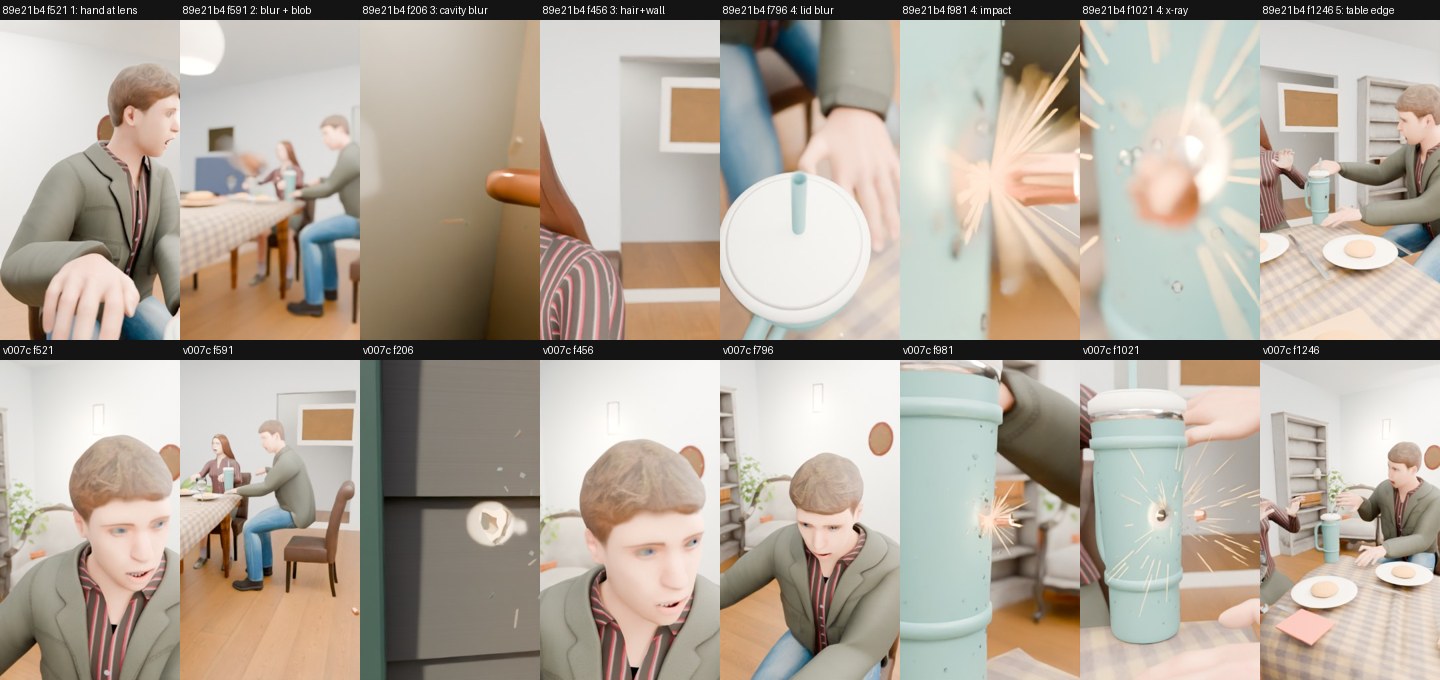 89e21b4 f521 1: hand at lens
89e21b4 f591 2: blur + blob
89e21b4 f206 3: cavity blur
89e21b4 f456 3: hair+wall
89e21b4 f796 4: lid blur
89e21b4 f981 4: impact
89e21b4 f1021 4: x-ray
89e21b4 f1246 5: table edge
v007c f521
v007c f591
v007c f206
v007c f456
v007c f796
v007c f981
v007c f1021
v007c f1246